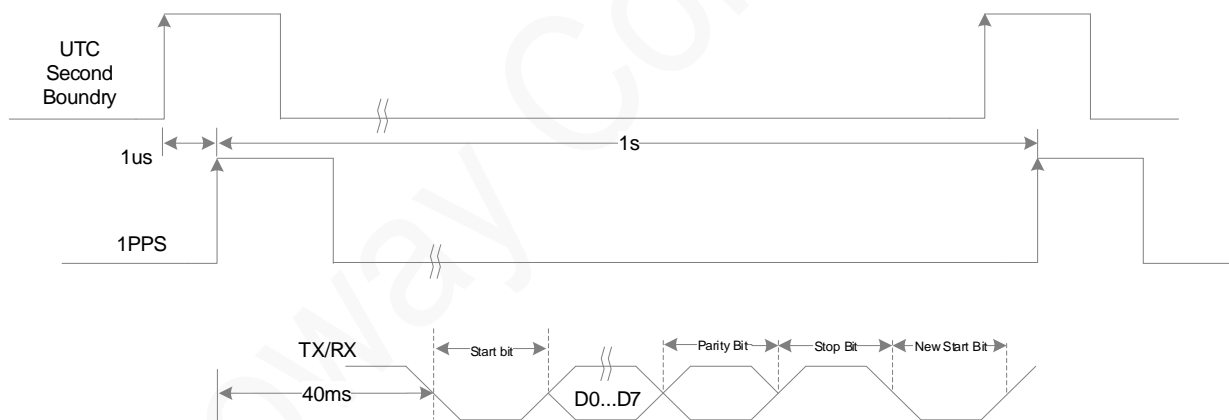 UTC
Second
Boundry
1us
1s
1PPS
TX/RX
Start bit
Parity Bit
Stop Bit
New Start Bit
40ms
D0...D7